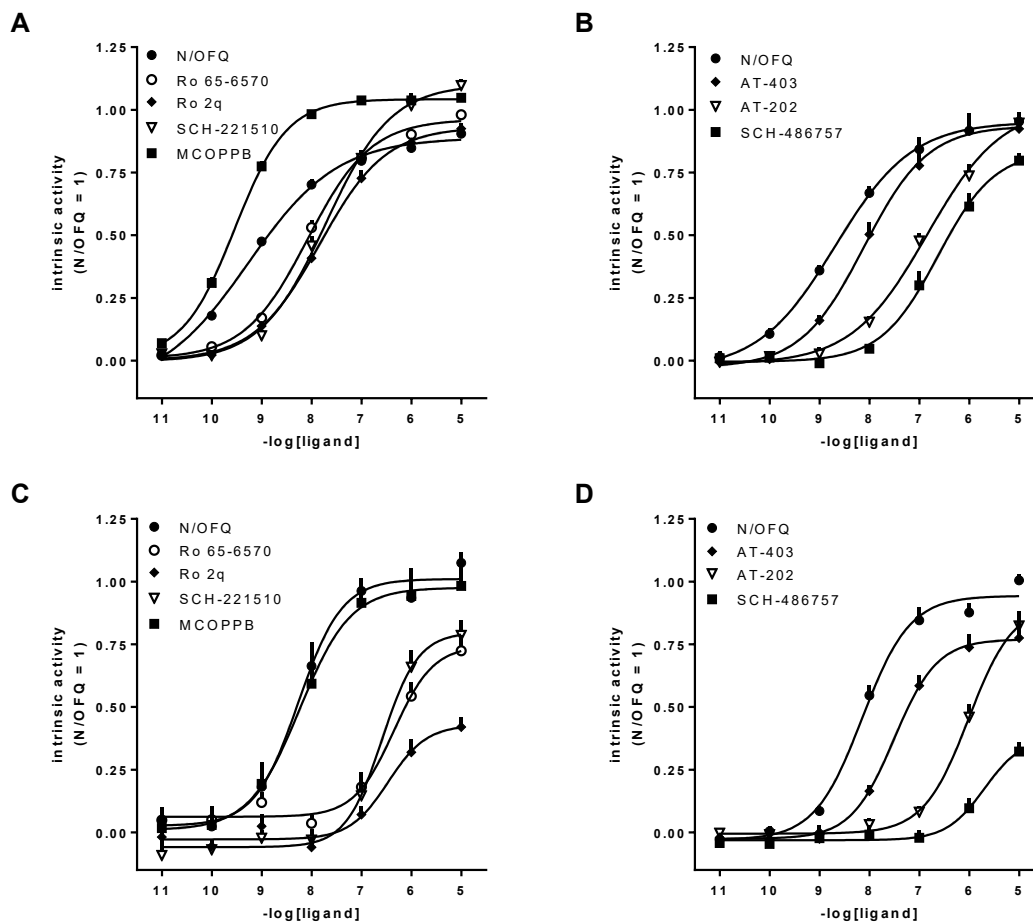 A
1.25
1.00
0.75
0.50
0.25
0.00
intrinsic activity
(N/OFQ = 1)
N/OFQ
Ro 65-6570
Ro 2q
SCH-221510
MCOPPB
11 10 9 8 7 6 5
-log[ligand]
B
1.25
1.00
0.75
0.50
0.25
0.00
intrinsic activity
(N/OFQ = 1)
N/OFQ
AT-403
AT-202
SCH-486757
11 10 9 8 7 6 5
-log[ligand]
C
1.25
1.00
0.75
0.50
0.25
0.00
intrinsic activity
(N/OFQ = 1)
N/OFQ
Ro 65-6570
Ro 2q
SCH-221510
MCOPPB
11 10 9 8 7 6 5
-log[ligand]
D
1.25
1.00
0.75
0.50
0.25
0.00
intrinsic activity
(N/OFQ = 1)
N/OFQ
AT-403
AT-202
SCH-486757
11 10 9 8 7 6 5
-log[ligand]